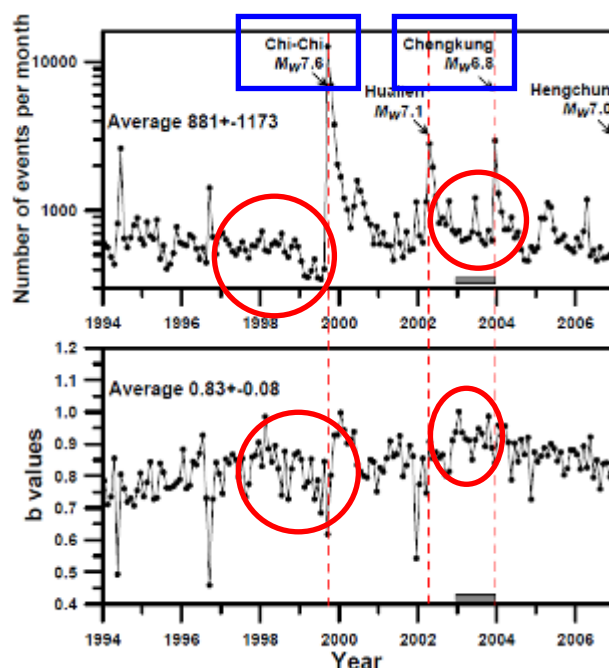 Chi-Chi
Mw7.6
Chengkung
Mw6.8
Hualien
Mw7.1
Hengchun
Mw7.0
Average 881+-1173
Number of events per month
10000
1000
1994 1996 1998 2000 2002 2004 2006
Average 0.83+-0.08
b values
1.2
1.1
1.0
0.9
0.8
0.7
0.6
0.5
0.4
1994 1996 1998 2000 2002 2004 2006
Year